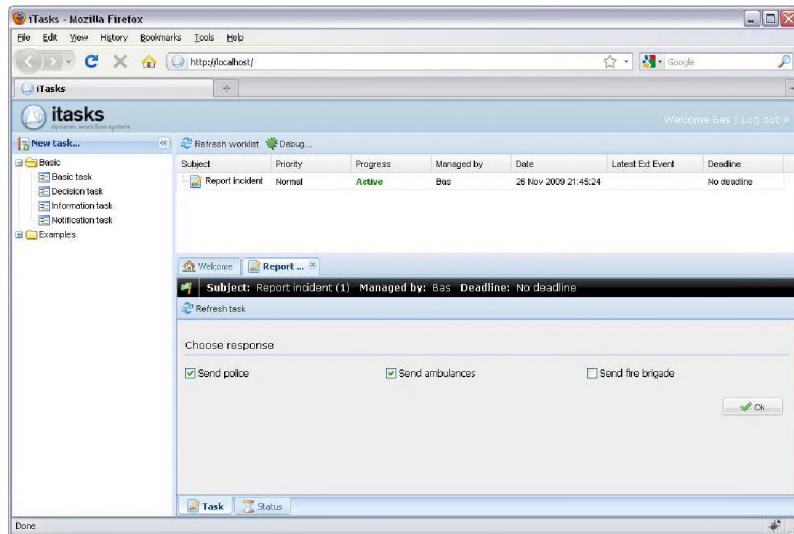 iTasks - Mozilla Firefox
File Edit View History Bookmarks Tools Help
http://localhost/
Google
iTasks
itasks
dynamic workflow system
Welcome Bas | Log out »
New task...
Refresh worklist Debug...
Basic
Basic task
Decision task
Information task
Notification task
Examples
Subject Priority Progress Managed by Date Latest Ext Event Deadline
Report incident Normal Active Bas 26 Nov 2009 21:45:24 No deadline
Welcome Report ...
Subject: Report incident (1) Managed by: Bas Deadline: No deadline
Refresh task
Choose response
Send police Send ambulances Send fire brigade
Ok
Task Status
Done